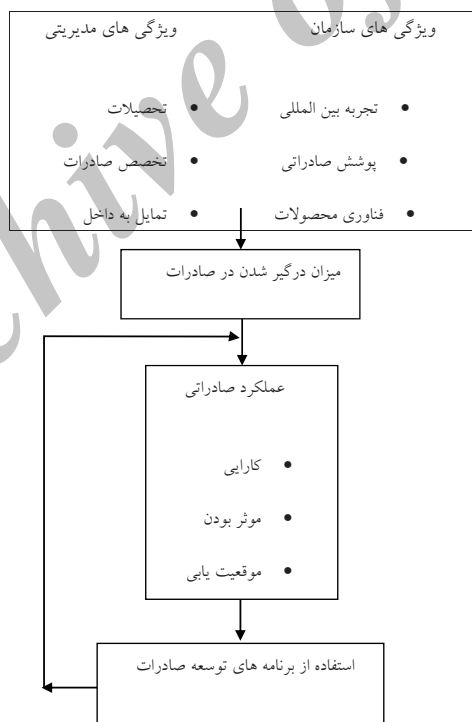 ویژگی های سازمان
ویژگی های مدیریتی
• تجربه بین المللی
• تحصیلات
• پوشش صادراتی
• تخصص صادرات
• فناوری محصولات
• تمایل به داخل
میزان درگیر شدن در صادرات
عملکرد صادراتی
• کارایی
• موثر بودن
• موقعیت یابی
استفاده از برنامه های توسعه صادرات